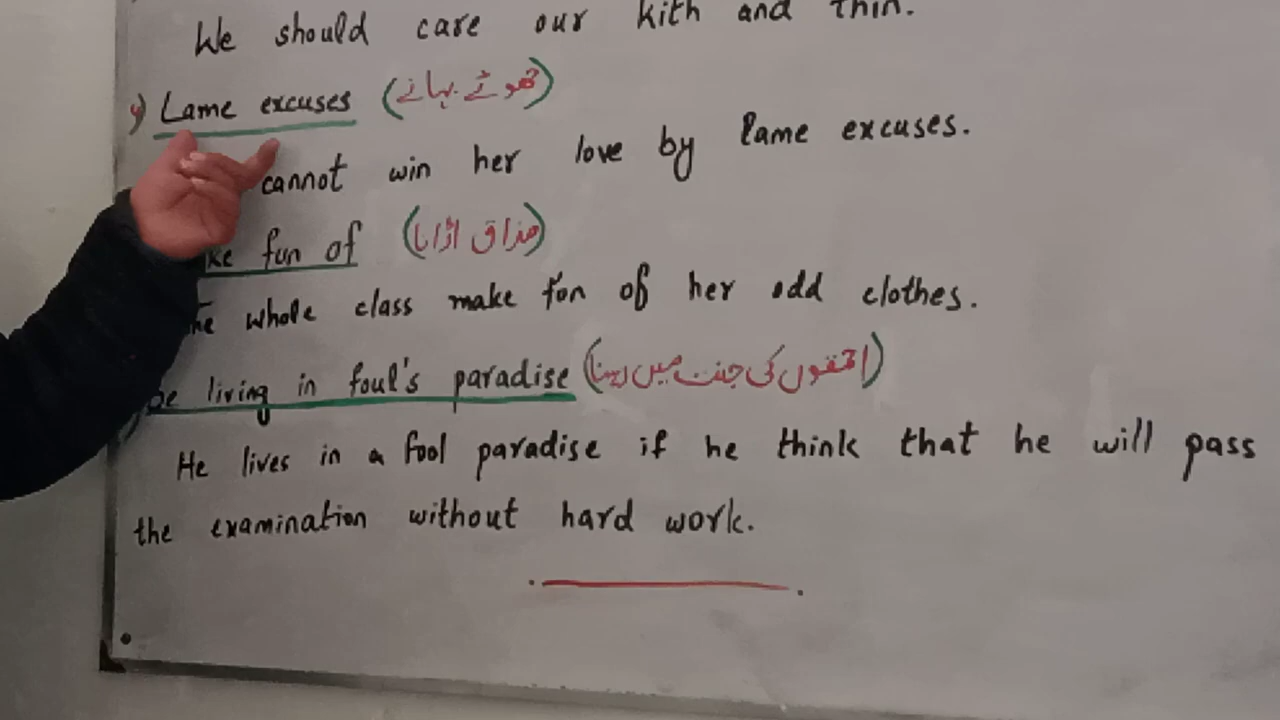 We should care our kith and thin.
Lame excuses (جھوٹے بہانے)
cannot win her love by lame excuses.
fun of (مذاق اڑانا)
whole class make fun of her odd clothes.
be living in foul's paradise (احمقوں کی جنت میں رہنا)
He lives in a fool paradise if he think that he will pass
the examination without hard work.